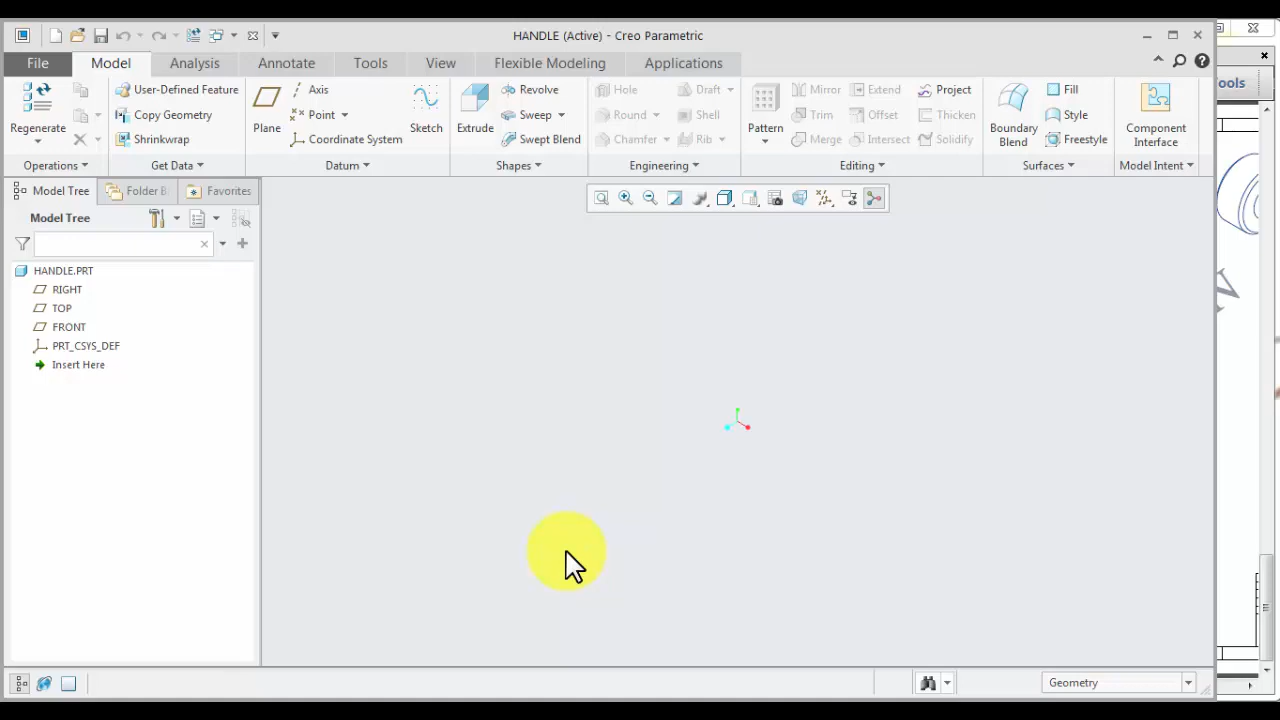 HANDLE (Active) - Creo Parametric
File Model Analysis Annotate Tools View Flexible Modeling Applications
ools
Regenerate
User-Defined Feature
Copy Geometry
Shrinkwrap
Plane
Axis
Point
Coordinate System
Sketch
Extrude
Revolve
Sweep
Swept Blend
Hole
Round
Chamfer
Draft
Shell
Rib
Pattern
Mirror
Trim
Merge
Extend
Offset
Intersect
Project
Thicken
Solidify
Boundary
Blend
Fill
Style
Freestyle
Component
Interface
Operations Get Data Datum Shapes Engineering Editing Surfaces Model Intent
Model Tree Folder B Favorites
Model Tree
HANDLE.PRT
RIGHT
TOP
FRONT
PRT_CSYS_DEF
Insert Here
Geometry